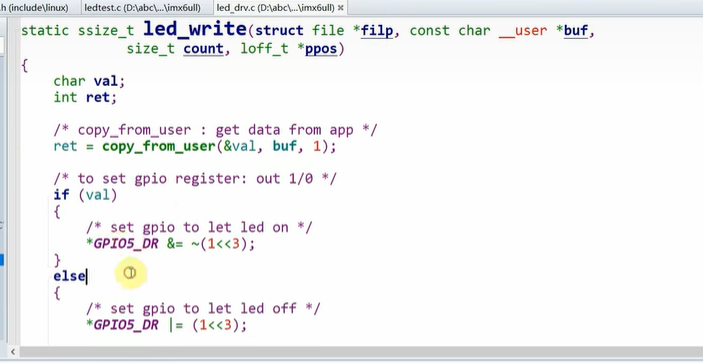 .h (include\linux) ledtest.c (D:\abc\...\imx6ull) led_drv.c (D:\abc\...\imx6ull)
static ssize_t led_write(struct file *filp, const char __user *buf,
size_t count, loff_t *ppos)
{
char val;
int ret;
/* copy_from_user : get data from app */
ret = copy_from_user(&val, buf, 1);
/* to set gpio register: out 1/0 */
if (val)
{
/* set gpio to let led on */
*GPIO5_DR &= ~(1<<3);
}
else
{
/* set gpio to let led off */
*GPIO5_DR |= (1<<3);